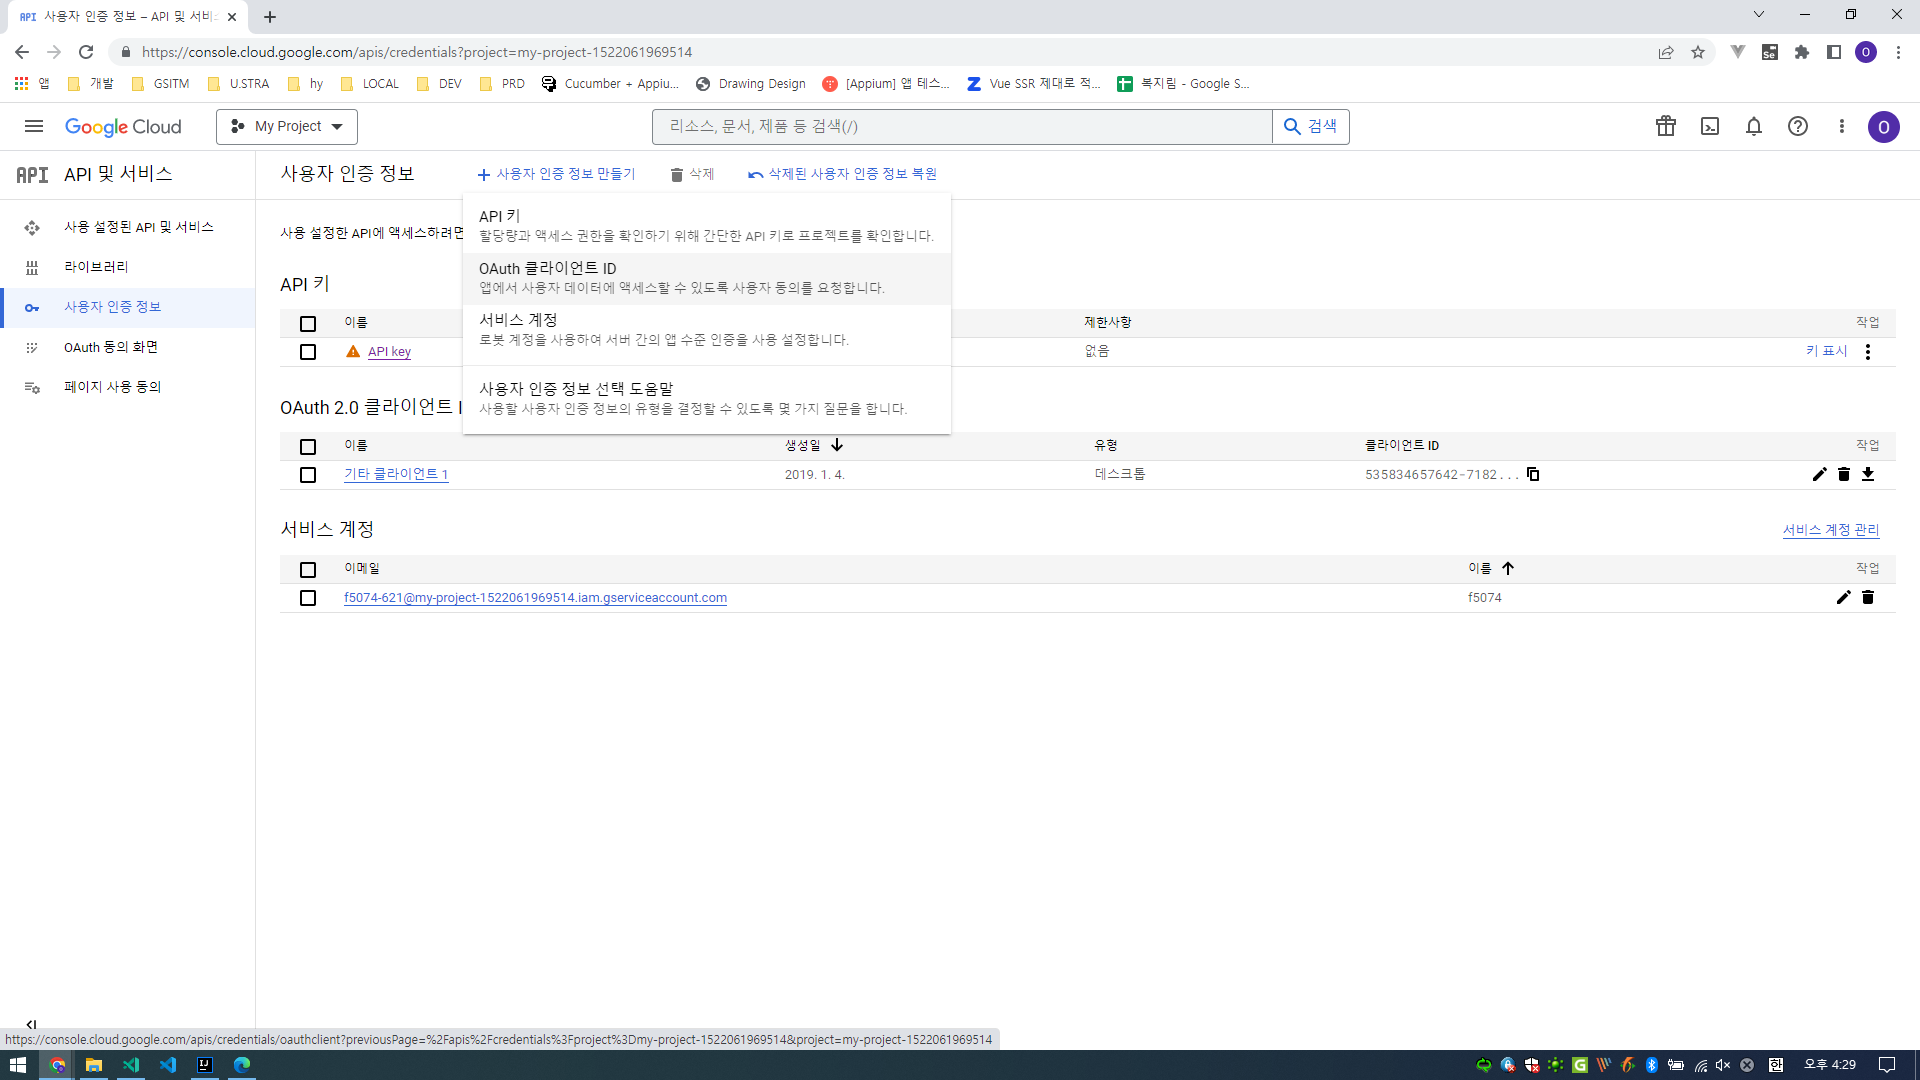 API 사용자 인증 정보 – API 및 서비스
https://console.cloud.google.com/apis/credentials?project=my-project-1522061969514
앱 개발 GSITM U.STRA hy LOCAL DEV PRD Cucumber + Appiu... Drawing Design [Appium] 앱 테스... Vue SSR 제대로 적... 복지림 - Google S...
Google Cloud My Project 리소스, 문서, 제품 등 검색(/) 검색 O
API API 및 서비스 사용자 인증 정보 사용자 인증 정보 만들기 삭제 삭제된 사용자 인증 정보 복원
사용 설정된 API 및 서비스
라이브러리
사용자 인증 정보
OAuth 동의 화면
페이지 사용 동의
사용 설정한 API에 액세스하려면
API 키
할당량과 액세스 권한을 확인하기 위해 간단한 API 키로 프로젝트를 확인합니다.
OAuth 클라이언트 ID
앱에서 사용자 데이터에 액세스할 수 있도록 사용자 동의를 요청합니다.
서비스 계정
로봇 계정을 사용하여 서버 간의 앱 수준 인증을 사용 설정합니다.
사용자 인증 정보 선택 도움말
사용할 사용자 인증 정보의 유형을 결정할 수 있도록 몇 가지 질문을 합니다.
API 키
이름 제한사항 작업
API key 없음 키 표시
OAuth 2.0 클라이언트 I
이름 생성일 유형 클라이언트 ID 작업
기타 클라이언트 1 2019. 1. 4. 데스크톱 535834657642-7182...
서비스 계정 서비스 계정 관리
이메일 이름 작업
f5074-621@my-project-1522061969514.iam.gserviceaccount.com f5074
https://console.cloud.google.com/apis/credentials/oauthclient?previousPage=%2Fapis%2Fcredentials%3Fproject%3Dmy-project-1522061969514&project=my-project-1522061969514
한 오후 4:29